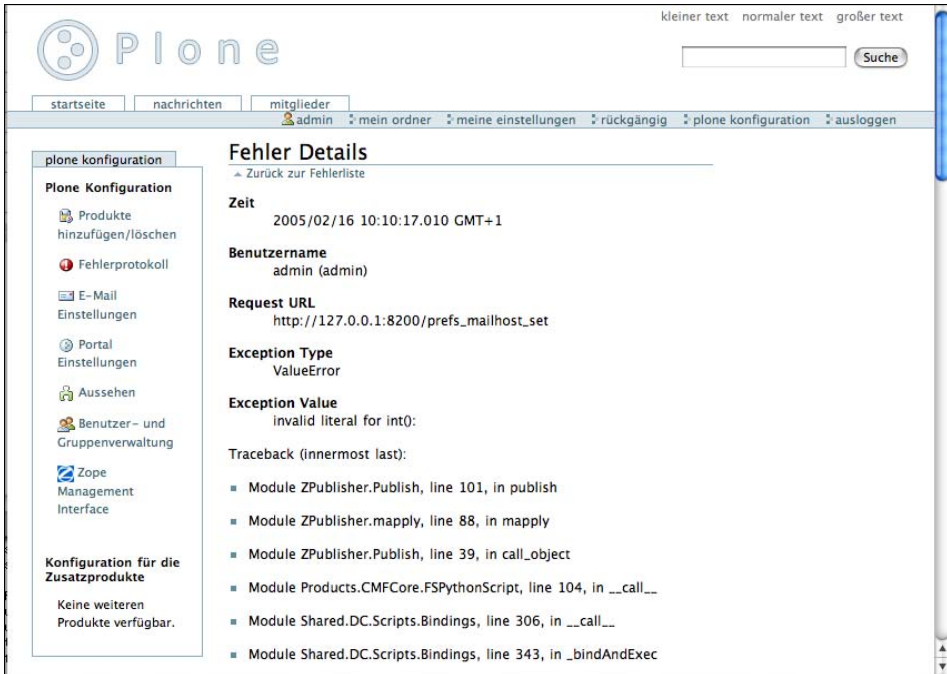 kleiner text normaler text großer text
Plone
Suche
startseite nachrichten mitglieder
admin mein ordner meine einstellungen rückgängig plone konfiguration ausloggen
plone konfiguration
Plone Konfiguration
Produkte
hinzufügen/löschen
Fehlerprotokoll
E-Mail
Einstellungen
Portal
Einstellungen
Aussehen
Benutzer- und
Gruppenverwaltung
Zope
Management
Interface
Konfiguration für die
Zusatzprodukte
Keine weiteren
Produkte verfügbar.
Fehler Details
Zurück zur Fehlerliste
Zeit
2005/02/16 10:10:17.010 GMT+1
Benutzername
admin (admin)
Request URL
http://127.0.0.1:8200/prefs_mailhost_set
Exception Type
ValueError
Exception Value
invalid literal for int():
Traceback (innermost last):
Module ZPublisher.Publish, line 101, in publish
Module ZPublisher.mapply, line 88, in mapply
Module ZPublisher.Publish, line 39, in call_object
Module Products.CMFCore.FSPythonScript, line 104, in __call__
Module Shared.DC.Scripts.Bindings, line 306, in __call__
Module Shared.DC.Scripts.Bindings, line 343, in _bindAndExec